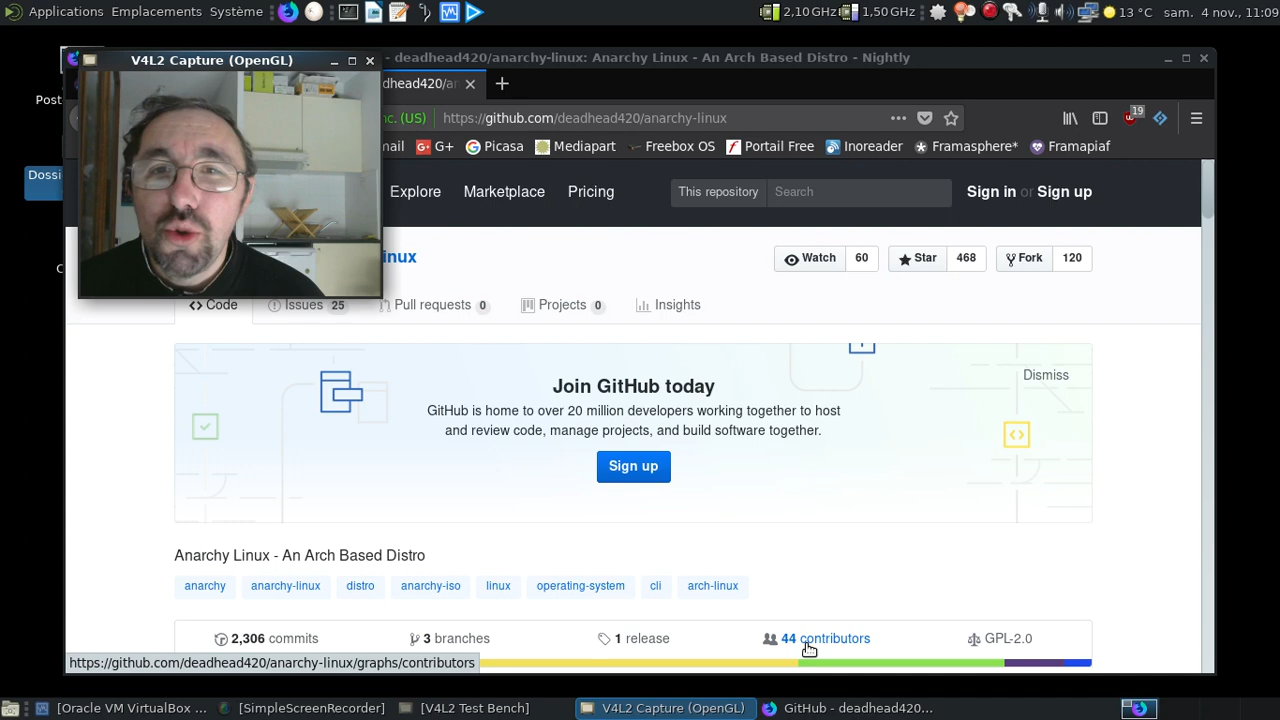 Applications Emplacements Système 2,10 GHz 1,50 GHz 13 °C sam. 4 nov., 11:09
V4L2 Capture (OpenGL)
- deadhead420/anarchy-linux: Anarchy Linux - An Arch Based Distro - Nightly
dhead420/ar
nc. (US) https://github.com/deadhead420/anarchy-linux 19
mail G+ Picasa Mediapart Freebox OS Portail Free Inoreader Framasphere* Framapiaf
Post
Dossi
Explore Marketplace Pricing This repository Search Sign in or Sign up
inux Watch 60 Star 468 Fork 120
Code Issues 25 Pull requests 0 Projects 0 Insights
Join GitHub today
Dismiss
GitHub is home to over 20 million developers working together to host
and review code, manage projects, and build software together.
Sign up
Anarchy Linux - An Arch Based Distro
anarchy anarchy-linux distro anarchy-iso linux operating-system cli arch-linux
2,306 commits 3 branches 1 release 44 contributors GPL-2.0
https://github.com/deadhead420/anarchy-linux/graphs/contributors
[Oracle VM VirtualBox ... [SimpleScreenRecorder] [V4L2 Test Bench] V4L2 Capture (OpenGL) GitHub - deadhead420...